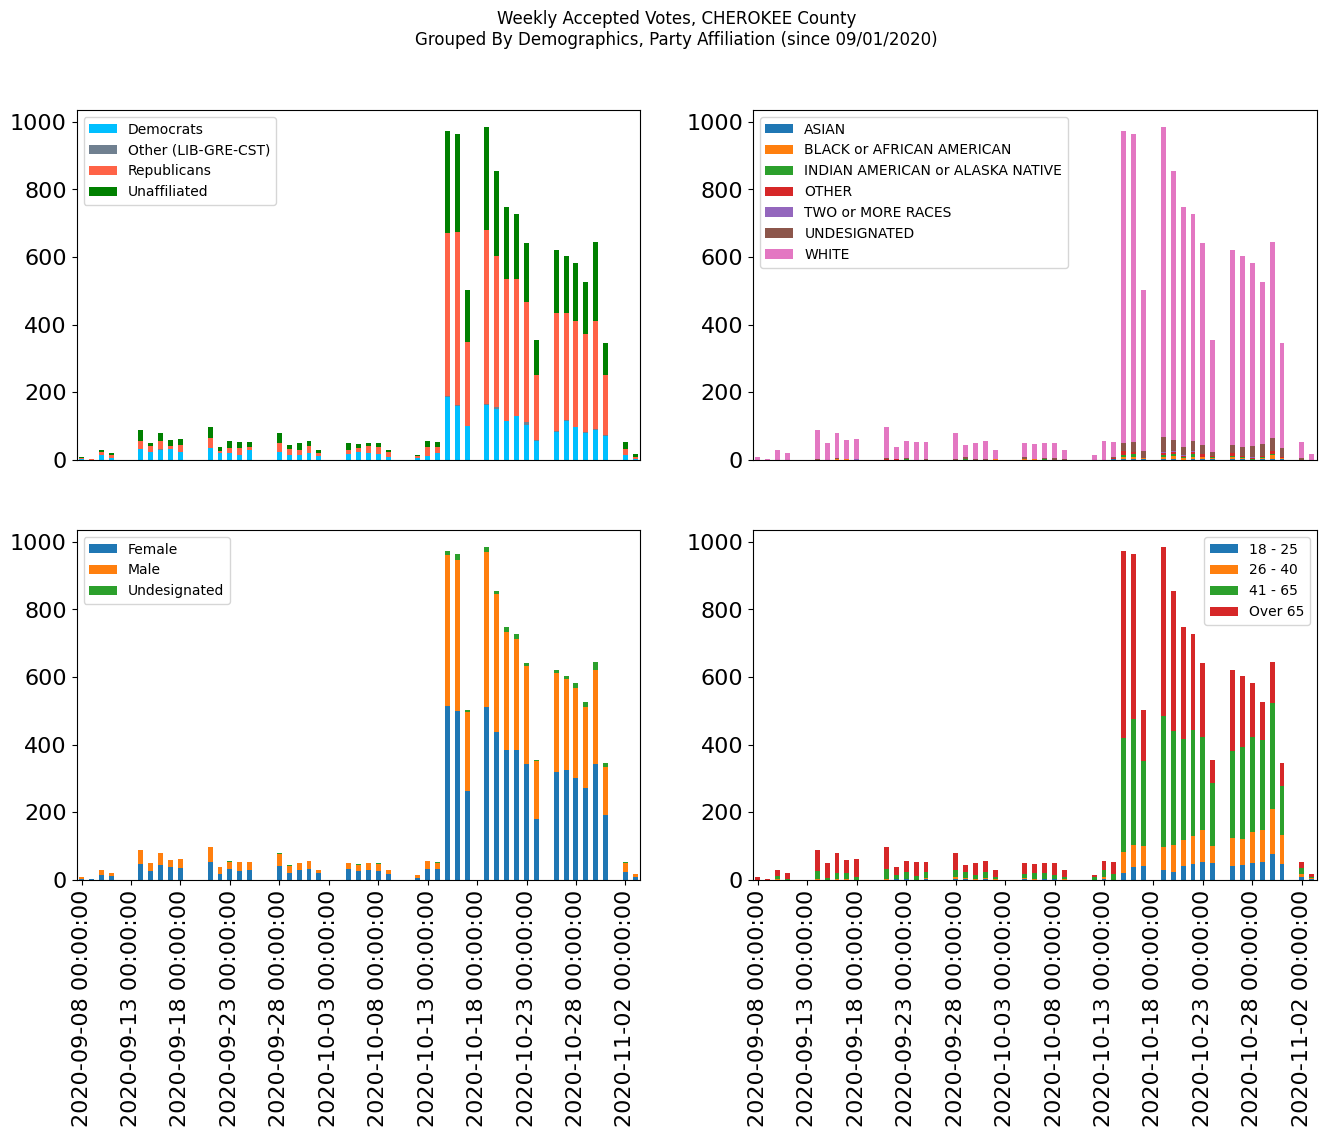 Weekly Accepted Votes, CHEROKEE County
Grouped By Demographics, Party Affiliation (since 09/01/2020)
1000
800
600
400
200
0
Democrats
Other (LIB-GRE-CST)
Republicans
Unaffiliated
1000
800
600
400
200
0
ASIAN
BLACK or AFRICAN AMERICAN
INDIAN AMERICAN or ALASKA NATIVE
OTHER
TWO or MORE RACES
UNDESIGNATED
WHITE
1000
800
600
400
200
0
Female
Male
Undesignated
2020-09-08 00:00:00
2020-09-13 00:00:00
2020-09-18 00:00:00
2020-09-23 00:00:00
2020-09-28 00:00:00
2020-10-03 00:00:00
2020-10-08 00:00:00
2020-10-13 00:00:00
2020-10-18 00:00:00
2020-10-23 00:00:00
2020-10-28 00:00:00
2020-11-02 00:00:00
1000
800
600
400
200
0
18 - 25
26 - 40
41 - 65
Over 65
2020-09-08 00:00:00
2020-09-13 00:00:00
2020-09-18 00:00:00
2020-09-23 00:00:00
2020-09-28 00:00:00
2020-10-03 00:00:00
2020-10-08 00:00:00
2020-10-13 00:00:00
2020-10-18 00:00:00
2020-10-23 00:00:00
2020-10-28 00:00:00
2020-11-02 00:00:00